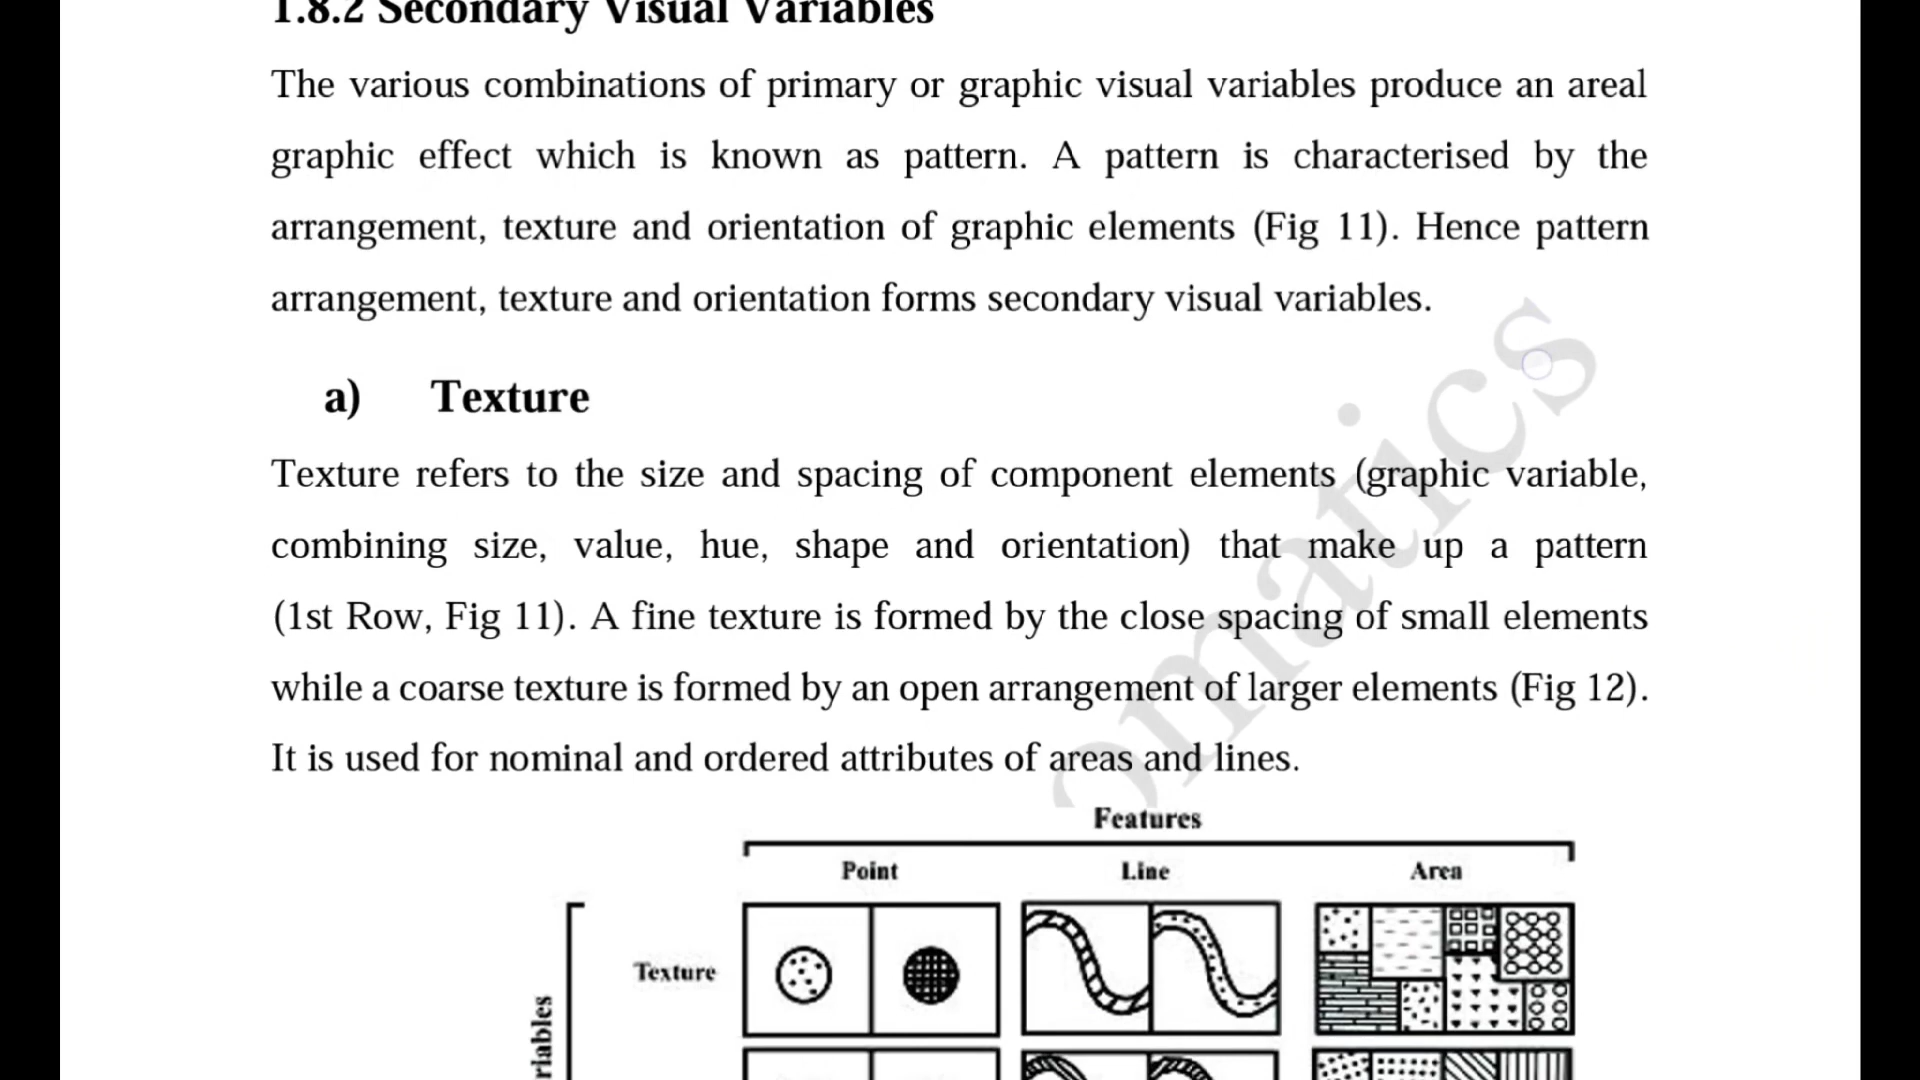 1.8.2 Secondary Visual Variables
The various combinations of primary or graphic visual variables produce an areal
graphic effect which is known as pattern. A pattern is characterised by the
arrangement, texture and orientation of graphic elements (Fig 11). Hence pattern
arrangement, texture and orientation forms secondary visual variables.
a) Texture
Texture refers to the size and spacing of component elements (graphic variable,
combining size, value, hue, shape and orientation) that make up a pattern
(1st Row, Fig 11). A fine texture is formed by the close spacing of small elements
while a coarse texture is formed by an open arrangement of larger elements (Fig 12).
It is used for nominal and ordered attributes of areas and lines.
Features
Point Line Area
Texture
riables
omatics